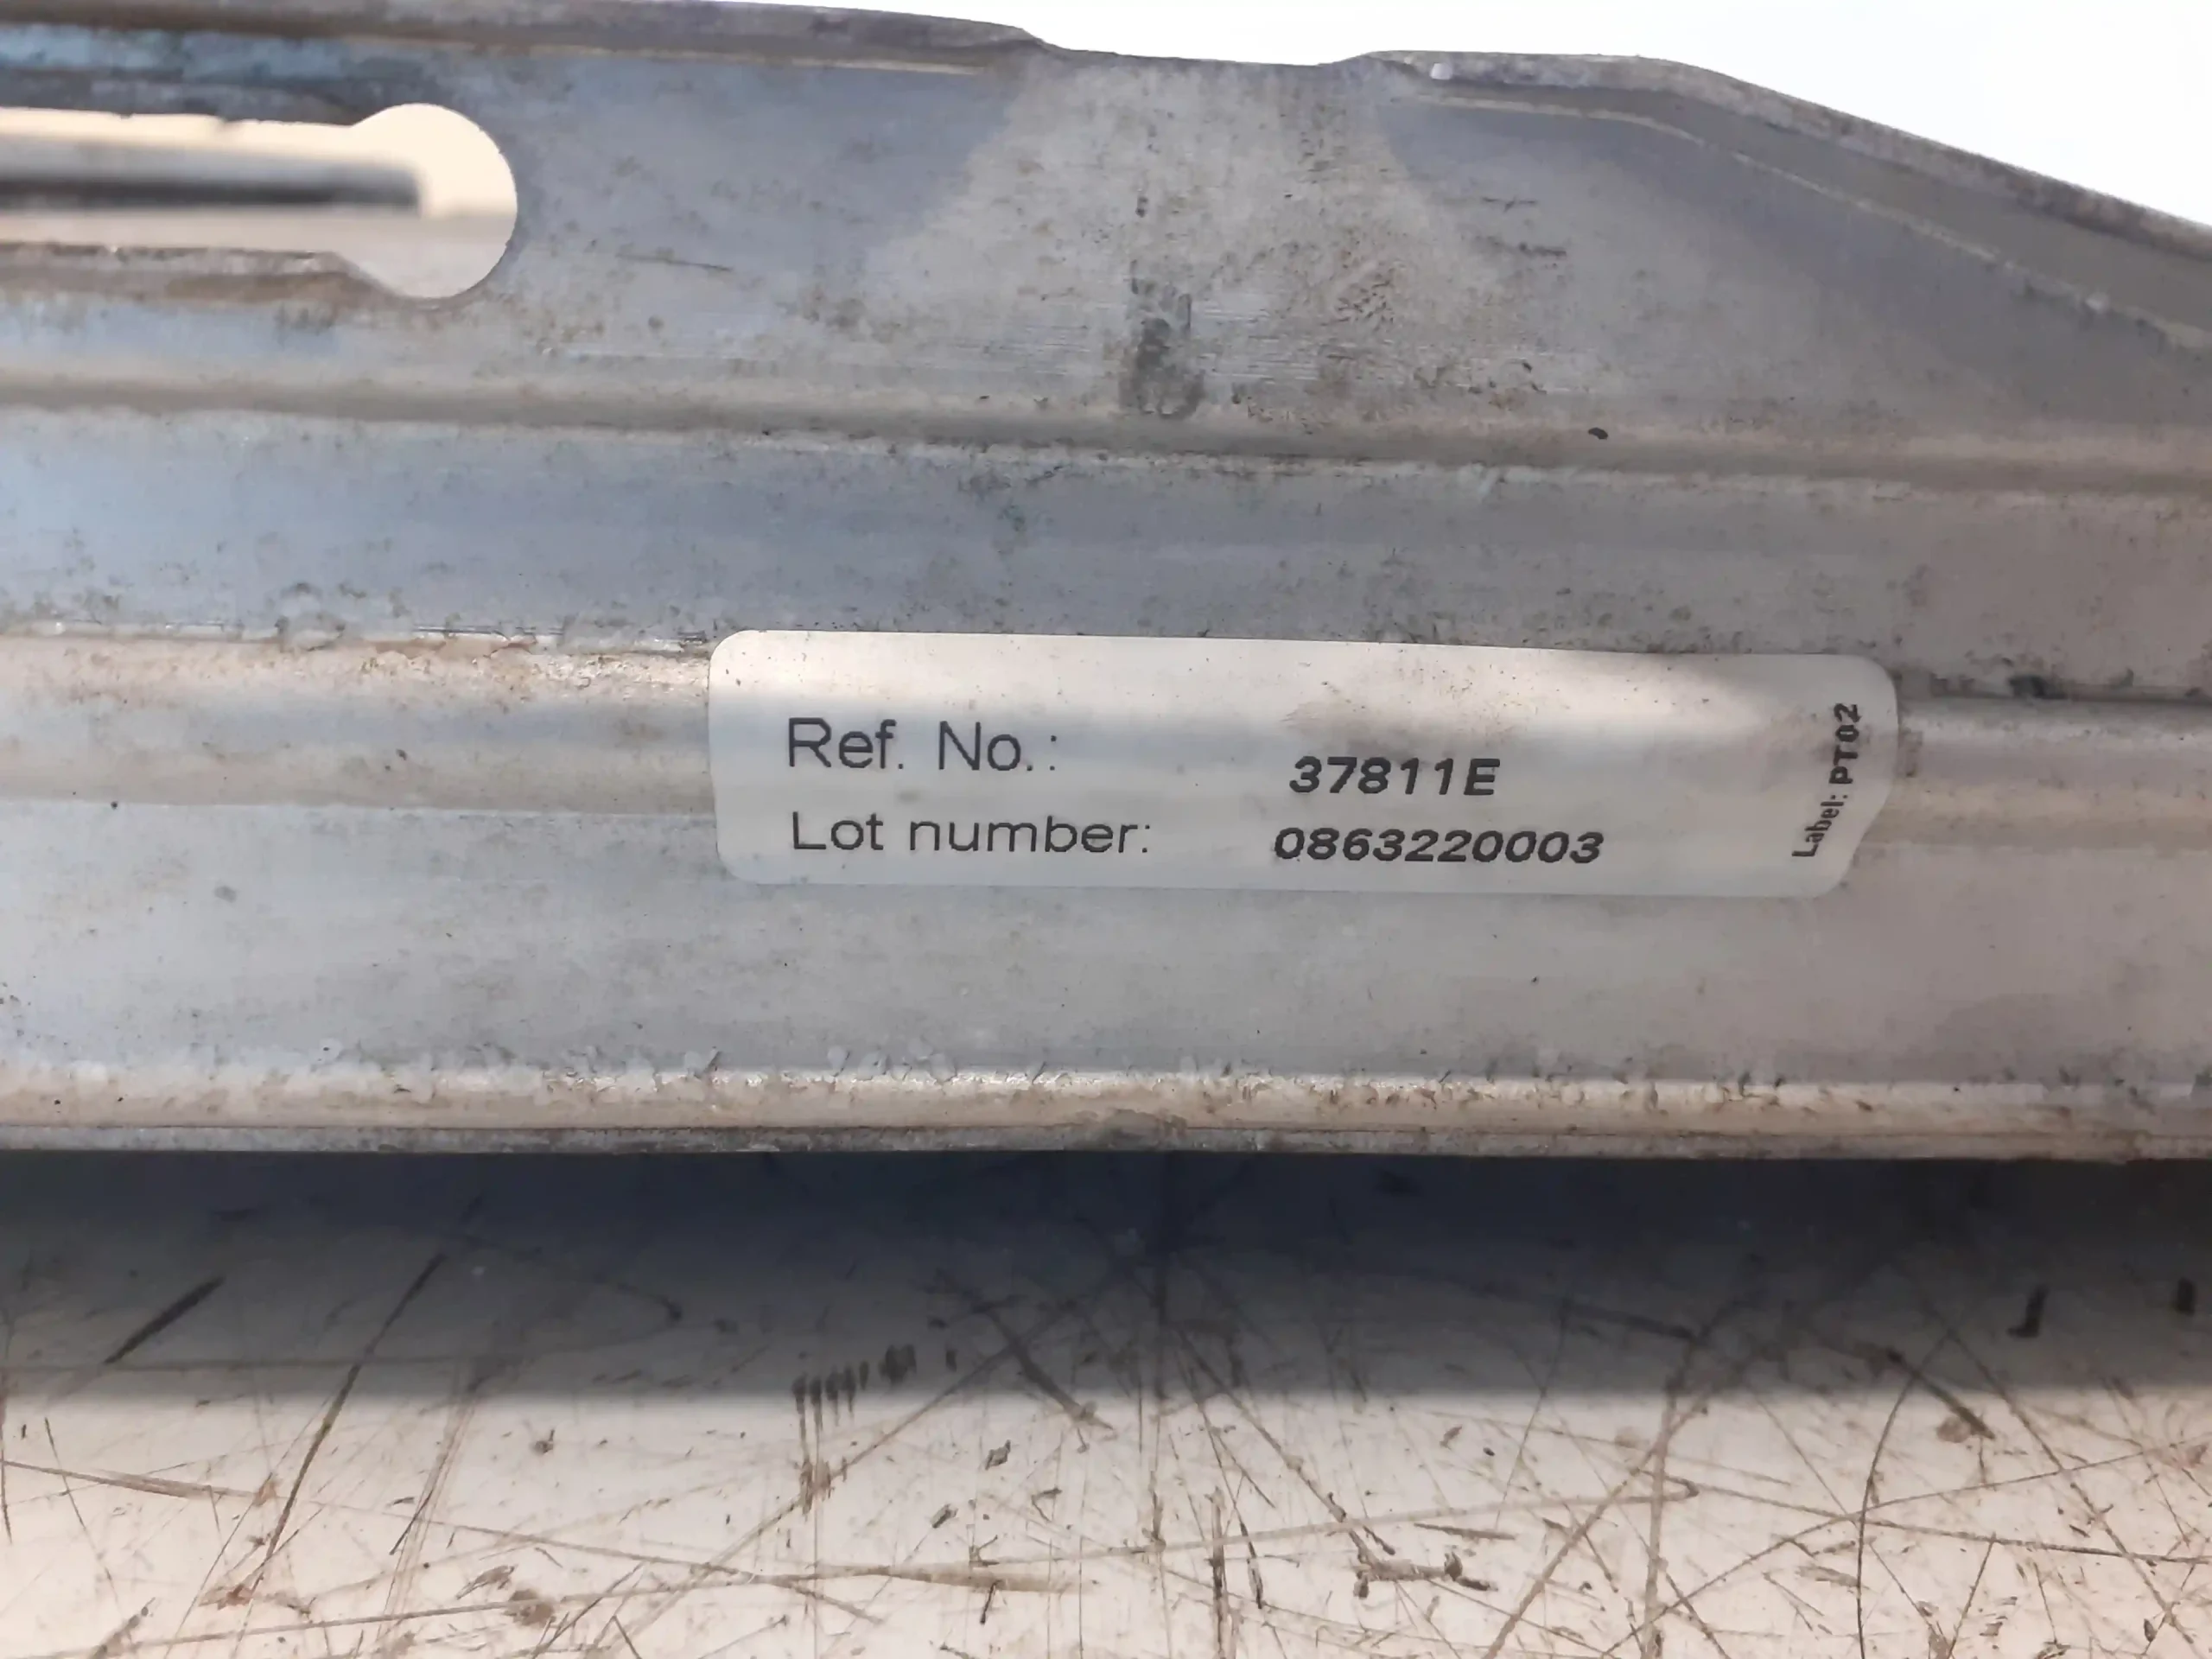 Ref. No.: 37811E
Lot number: 0863220003
Label: PT02